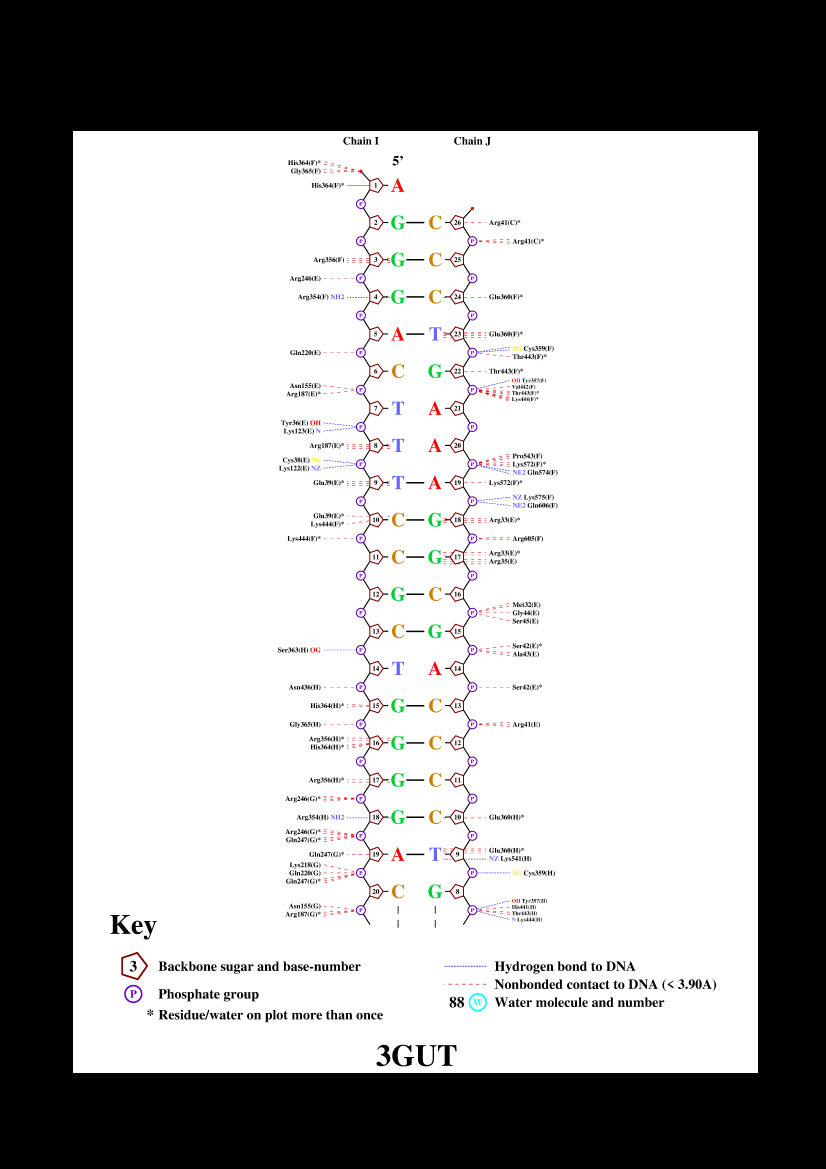 Chain I Chain J
5’
His364(F)*
Gly365(F)
His364(F)* 1 A
P
2 G C 26 Arg41(C)*
P P Arg41(C)*
Arg356(F) 3 G C 25
Arg246(E) P P
Arg354(F) NH2 4 G C 24 Glu360(F)*
P P
5 A T 23 Glu360(F)*
SG Cys359(F)
Gln220(E) P P
Thr443(F)*
6 C G 22 Thr443(F)*
OH Tyr357(F)
Asn155(E) Val442(F)
P P
Arg187(E)* Thr443(F)*
Lys444(F)*
7 T A 21
Tyr36(E) OH
P P
Lys123(E) N
Arg187(E)* 8 T A 20
Pro543(F)
Cys38(E) SG Lys572(F)*
P P
Lys122(E) NZ NE2 Gln574(F)
Glu39(E)* 9 T A 19 Lys572(F)*
NZ Lys575(F)
P P
NE2 Gln606(F)
Glu39(E)*
10 C G 18 Arg33(E)*
Lys444(F)*
Lys444(F)* P P Arg605(F)
Arg33(E)*
11 C G 17
Arg35(E)
P P
12 G C 16
Met32(E)
P P Gly44(E)
Ser45(E)
13 C G 15
Ser42(E)*
Ser363(H) OG P P
Ala43(E)
14 T A 14
Asn436(H) P P Ser42(E)*
His364(H)* 15 G C 13
Gly365(H) P P Arg41(E)
Arg356(H)*
16 G C 12
His364(H)*
P P
Arg356(H)* 17 G C 11
Arg246(G)* P P
Arg354(H) NH2 18 G C 10 Glu360(H)*
Arg246(G)*
P P
Gln247(G)*
Glu360(H)*
Gln247(G)* 19 A T 9
NZ Lys541(H)
Lys218(G)
Gln220(G) P P SG Cys359(H)
Gln247(G)*
20 C G 8
OH Tyr357(H)
Asn155(G) His441(H)
P P
Arg187(G)* Thr443(H)
N Lys444(H)
Key
3 Backbone sugar and base-number
P Phosphate group
* Residue/water on plot more than once
Hydrogen bond to DNA
Nonbonded contact to DNA (< 3.90A)
88 W Water molecule and number
3GUT